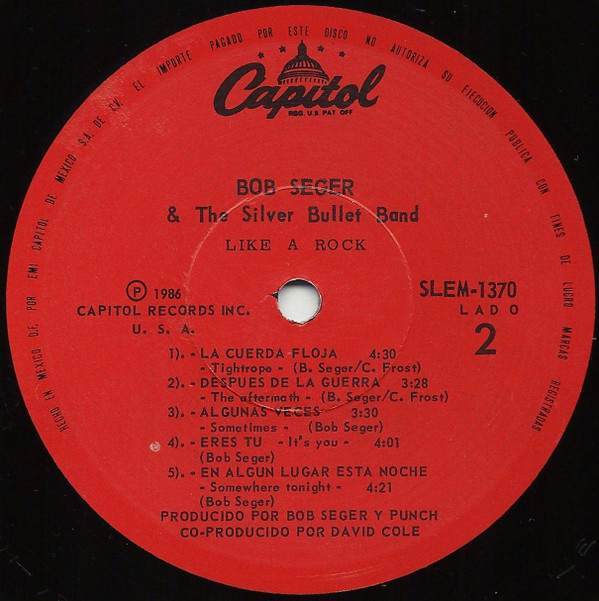 HECHO EN MEXICO D.F. POR EMI CAPITOL DE MEXICO S.A. DE C.V. EL IMPORTE PAGADO POR ESTE DISCO NO AUTORIZA SU EJECUCION PUBLICA CON FINES DE LUCRO MARCAS REGISTRADAS
Capitol
REG. U.S. PAT. OFF
BOB SEGER
& The Silver Bullet Band
LIKE A ROCK
Ⓟ 1986
CAPITOL RECORDS INC.
U. S. A.
SLEM-1370
LADO
2
1).- LA CUERDA FLOJA 4:30
- Tightrope - (B. Seger/C. Frost)
2).- DESPUES DE LA GUERRA 3:28
- The aftermath - (B. Seger/C. Frost)
3).- ALGUNAS VECES 3:30
- Sometimes - (Bob Seger)
4).- ERES TU - It's you - 4:01
(Bob Seger)
5).- EN ALGUN LUGAR ESTA NOCHE
- Somewhere tonight - 4:21
(Bob Seger)
PRODUCIDO POR BOB SEGER Y PUNCH
CO-PRODUCIDO POR DAVID COLE